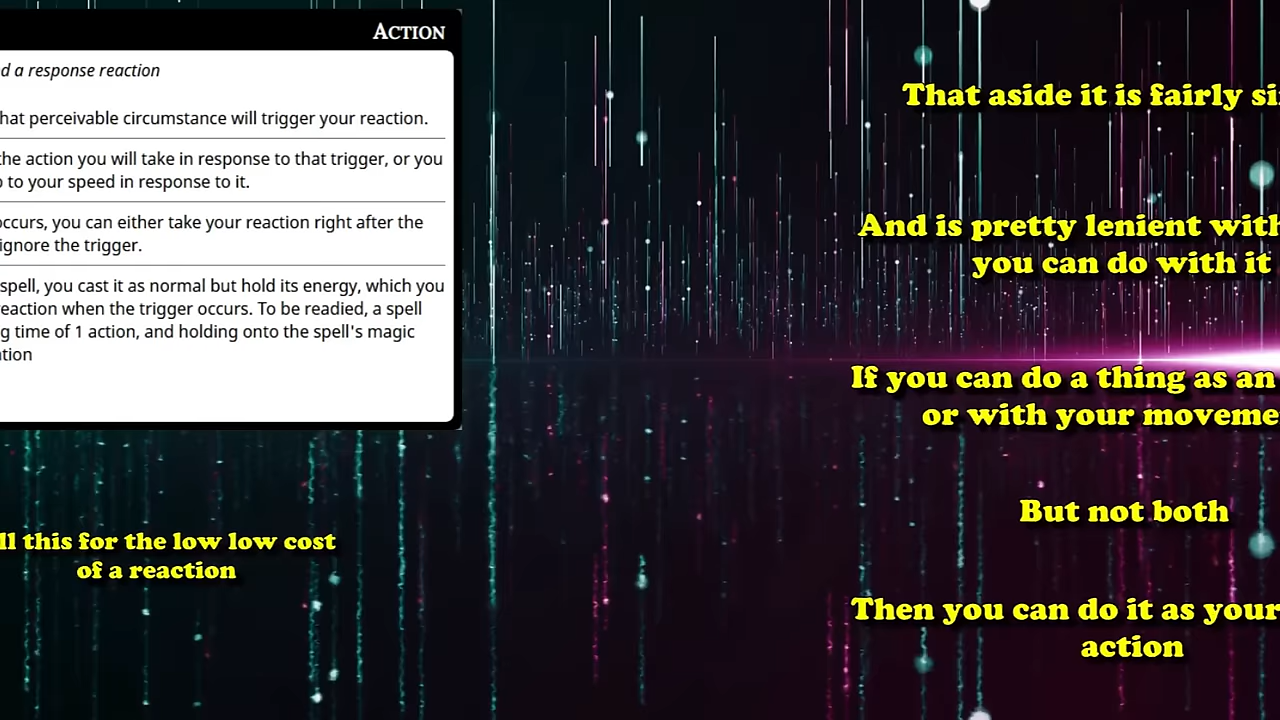 ACTION
d a response reaction
hat perceivable circumstance will trigger your reaction.
the action you will take in response to that trigger, or you
to your speed in response to it.
occurs, you can either take your reaction right after the
ignore the trigger.
spell, you cast it as normal but hold its energy, which you
reaction when the trigger occurs. To be readied, a spell
g time of 1 action, and holding onto the spell's magic
ation
ll this for the low low cost
of a reaction
That aside it is fairly si
And is pretty lenient with
you can do with it
If you can do a thing as an
or with your moveme
But not both
Then you can do it as your
action